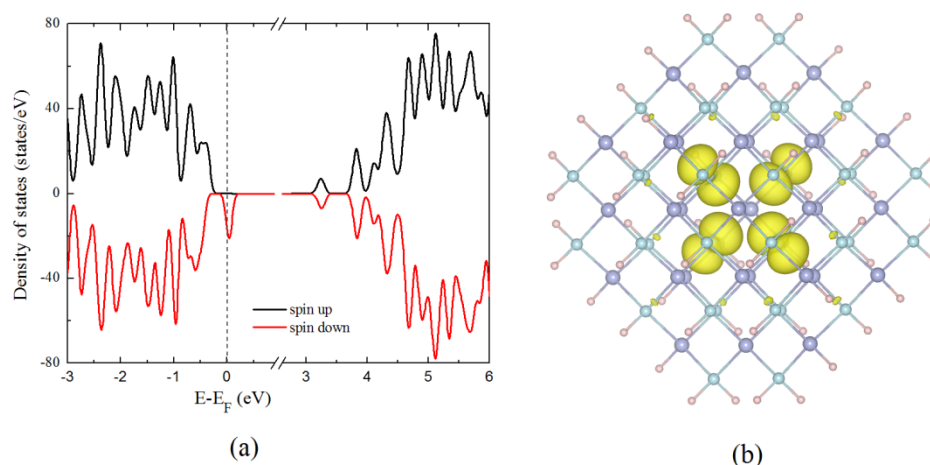 Density of states (states/eV)
80
40
0
-40
-80
spin up
spin down
-3 -2 -1 0 3 4 5 6
E-E_F (eV)
(a)
(b)